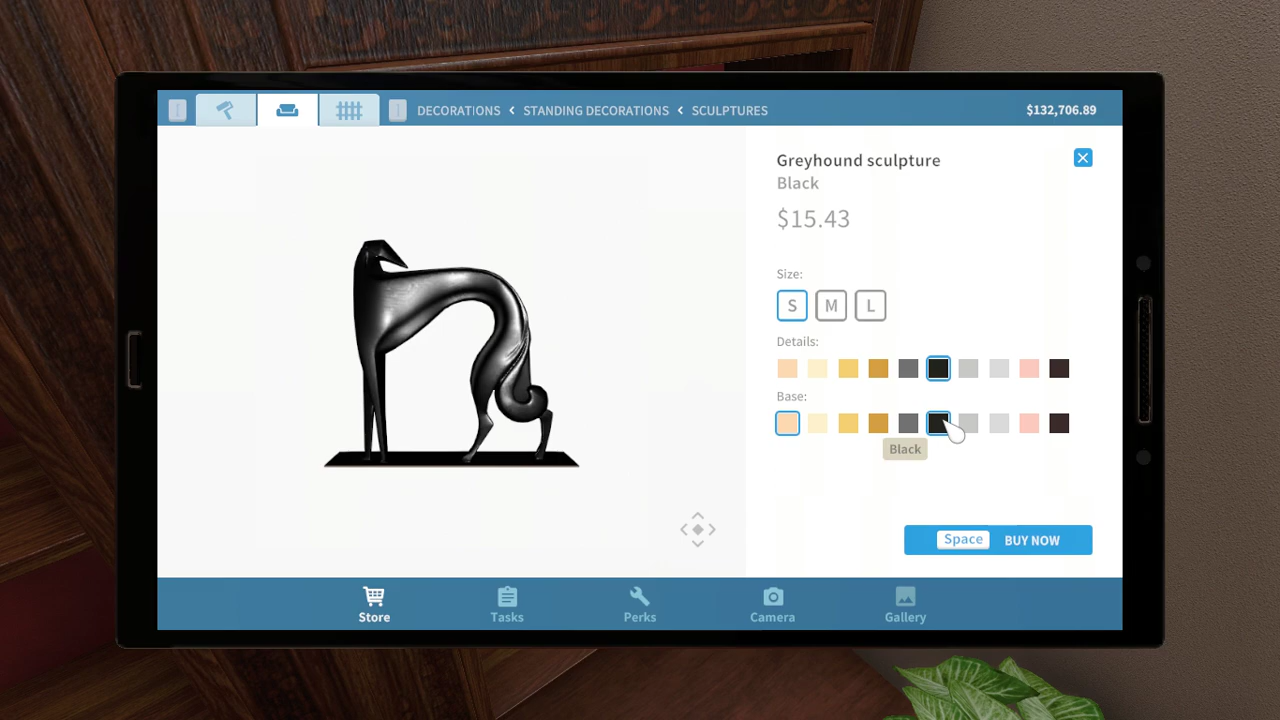 I
I
DECORATIONS < STANDING DECORATIONS < SCULPTURES
$132,706.89
Greyhound sculpture
Black
$15.43
Size:
S M L
Details:
Base:
Black
Space BUY NOW
Store Tasks Perks Camera Gallery